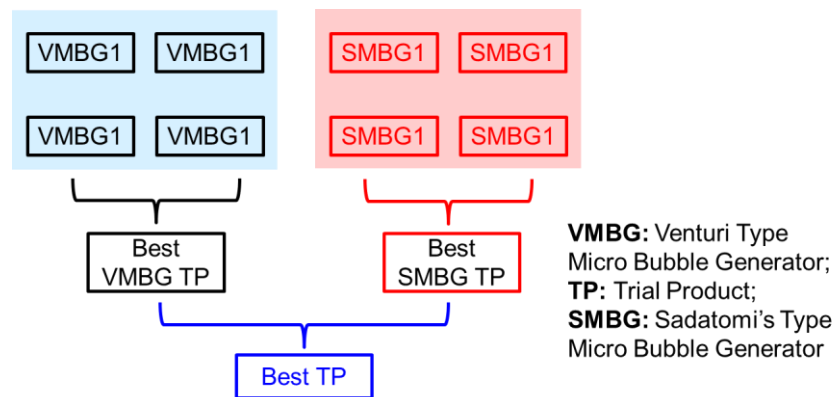 VMBG1 VMBG1 SMBG1 SMBG1
VMBG1 VMBG1 SMBG1 SMBG1
Best
VMBG TP
Best
SMBG TP
Best TP
VMBG: Venturi Type
Micro Bubble Generator;
TP: Trial Product;
SMBG: Sadatomi's Type
Micro Bubble Generator